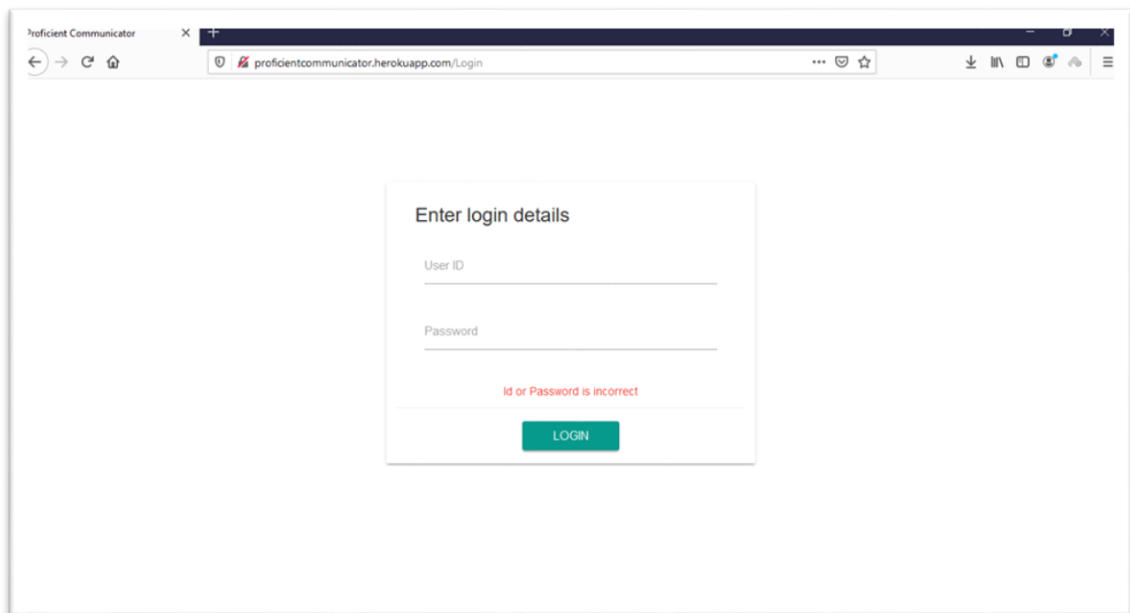 Proficient Communicator
proficientcommunicator.herokuapp.com/Login
Enter login details
User ID
Password
Id or Password is incorrect
LOGIN